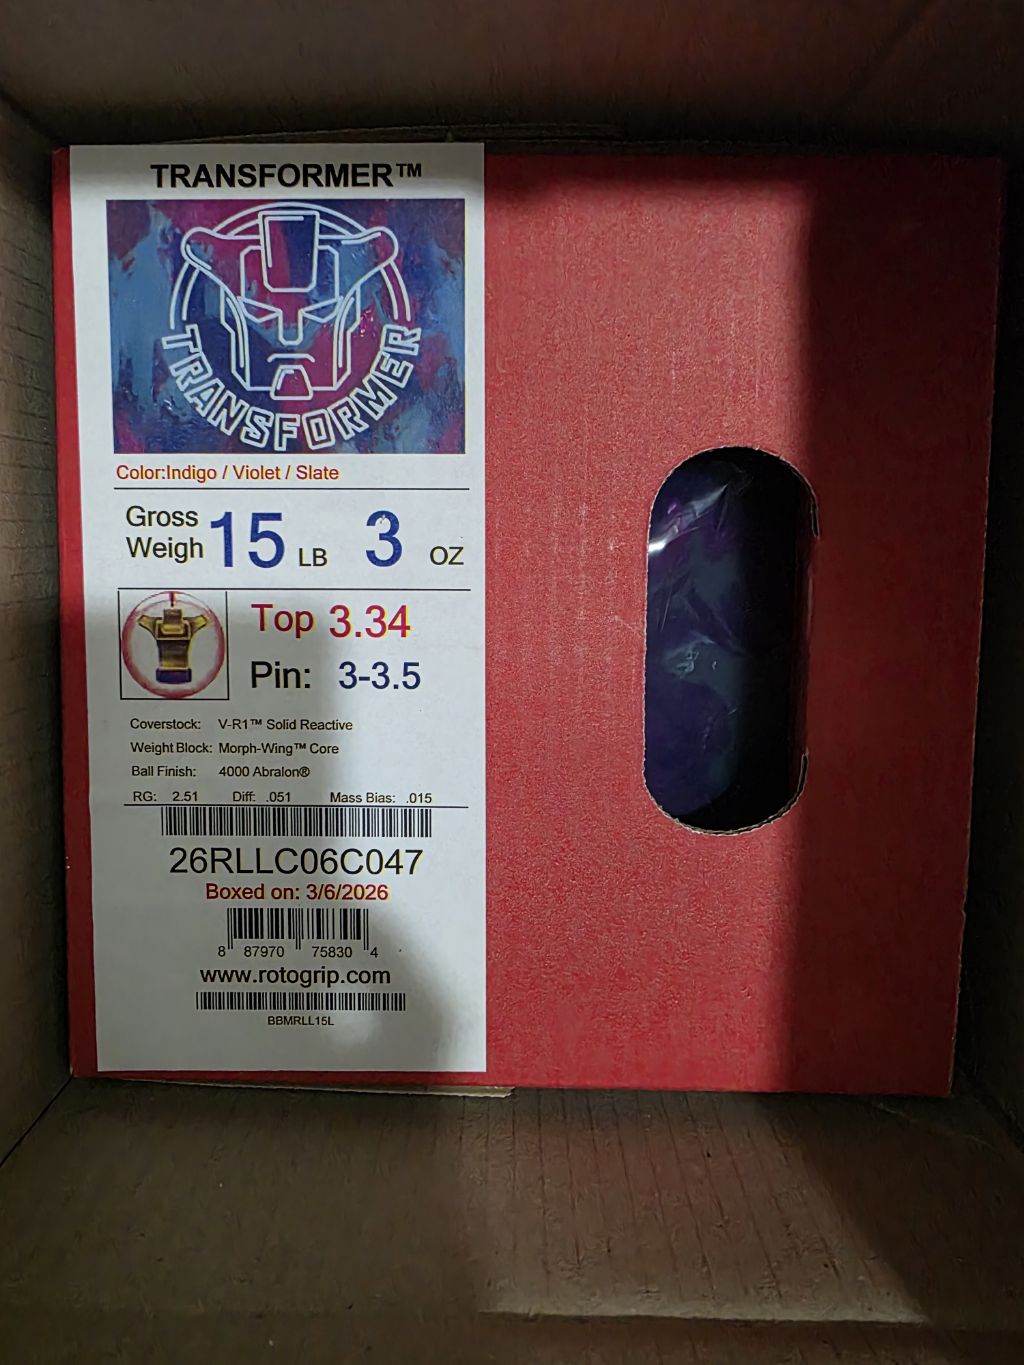 TRANSFORMER™
TRANSFORMER
Color:Indigo / Violet / Slate
Gross Weigh 15 LB 3 OZ
Top 3.34
Pin: 3-3.5
Coverstock: V-R1™ Solid Reactive
Weight Block: Morph-Wing™ Core
Ball Finish: 4000 Abralon®
RG: 2.51 Diff: .051 Mass Bias: .015
26RLLC06C047
Boxed on: 3/6/2026
8 87970 75830 4
www.rotogrip.com
BBMRLL15L